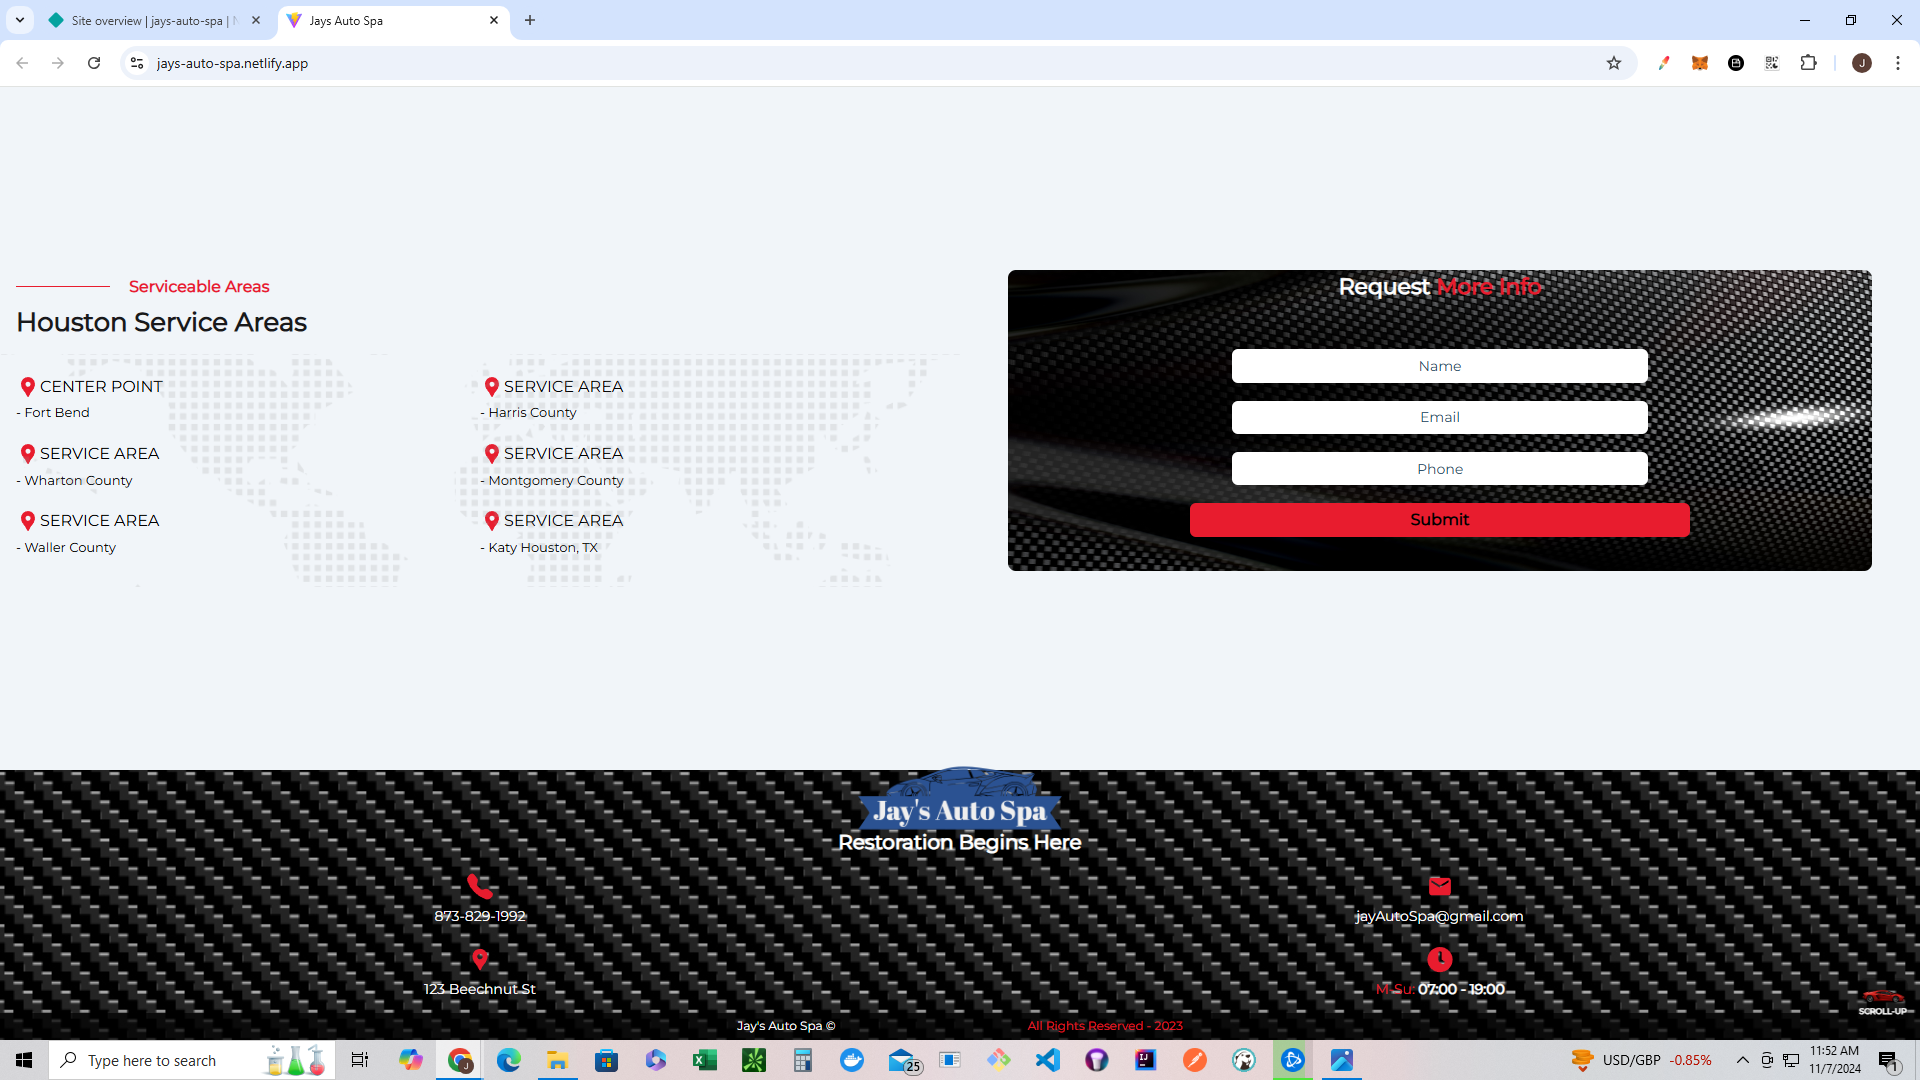 Site overview | jays-auto-spa |
Jays Auto Spa
jays-auto-spa.netlify.app
J
Serviceable Areas
Houston Service Areas
CENTER POINT
- Fort Bend
SERVICE AREA
- Harris County
SERVICE AREA
- Wharton County
SERVICE AREA
- Montgomery County
SERVICE AREA
- Waller County
SERVICE AREA
- Katy Houston, TX
Request More Info
Name
Email
Phone
Submit
Jay's Auto Spa
Restoration Begins Here
873-829-1992
jayAutoSpa@gmail.com
123 Beechnut St
M-Su: 07:00 - 19:00
SCROLL-UP
Jay's Auto Spa ©
All Rights Reserved - 2023
Type here to search
25
USD/GBP -0.85%
11:52 AM
11/7/2024
1